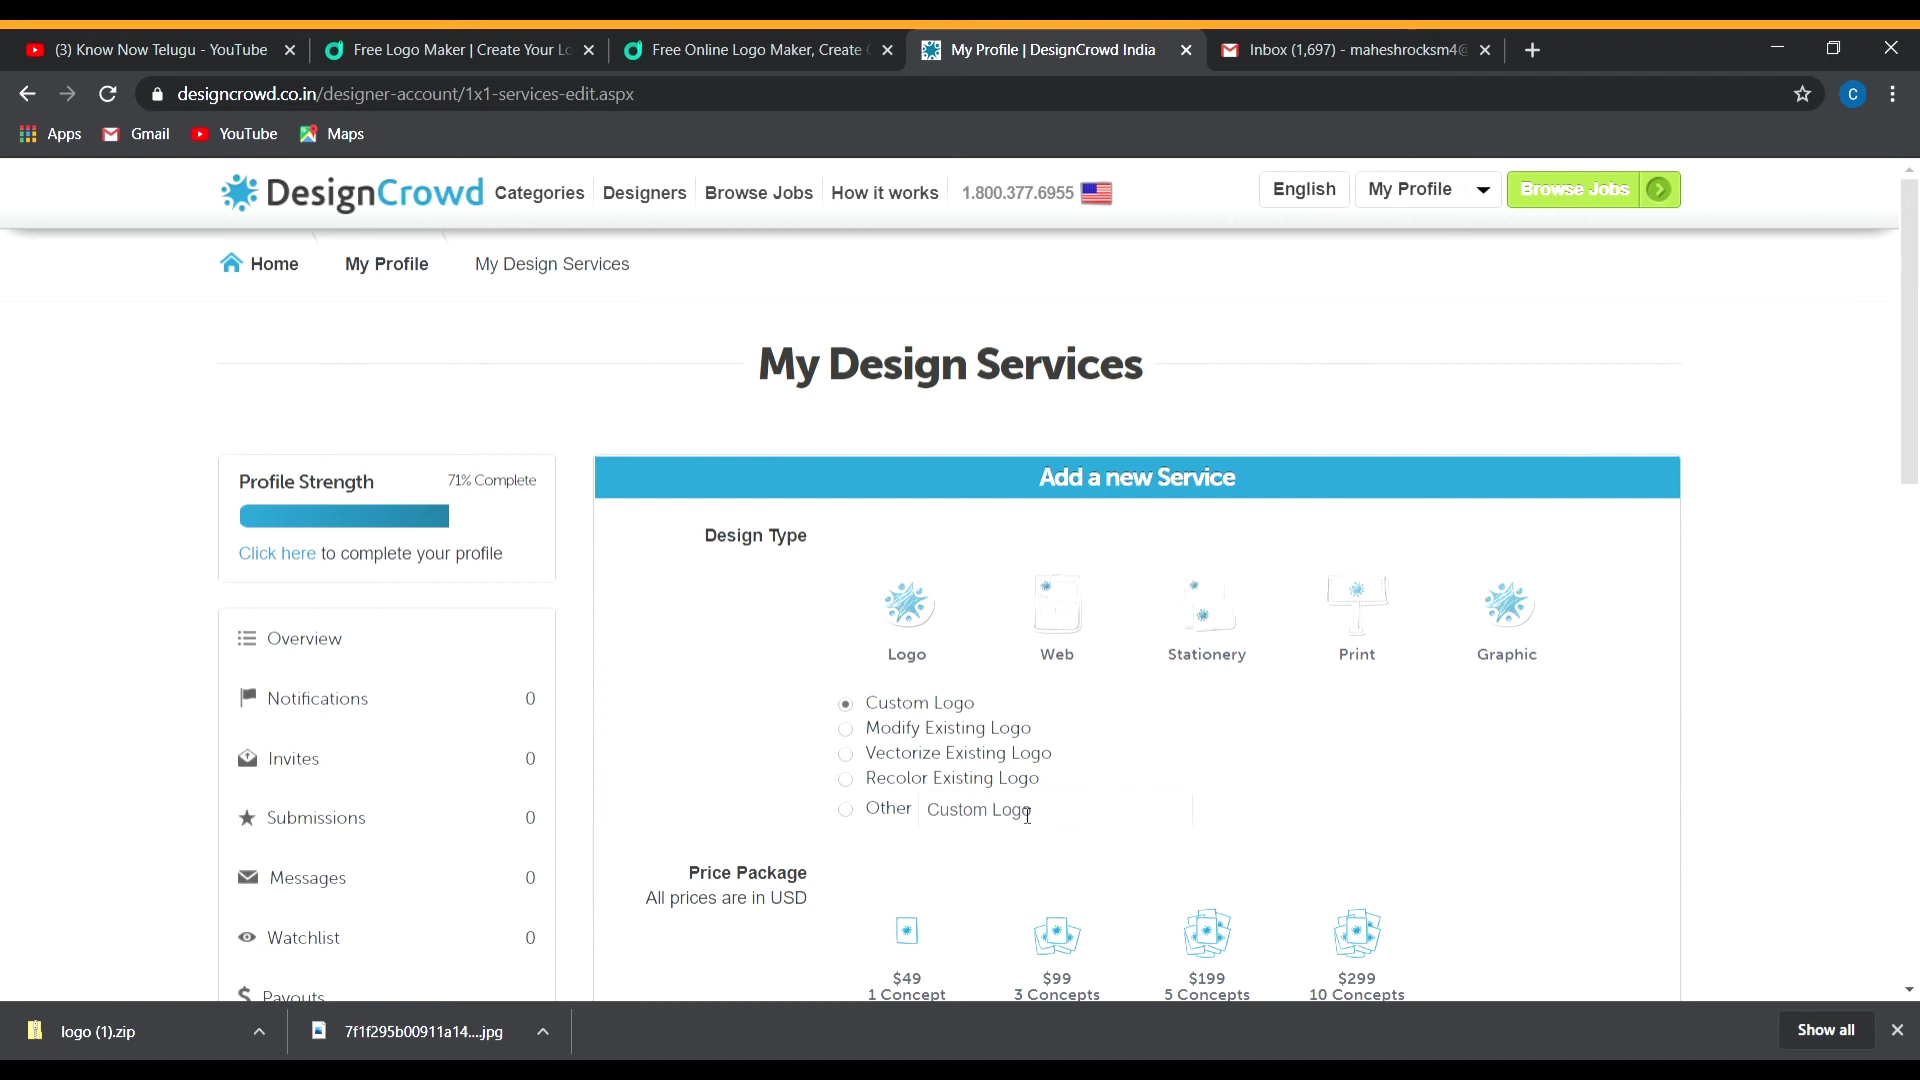 (3) Know Now Telugu - YouTube
Free Logo Maker | Create Your Lo
Free Online Logo Maker, Create
My Profile | DesignCrowd India
Inbox (1,697) - maheshrocksm4@
designcrowd.co.in/designer-account/1x1-services-edit.aspx
C
Apps
Gmail
YouTube
Maps
DesignCrowd
Categories
Designers
Browse Jobs
How it works
1.800.377.6955
English
My Profile
Browse Jobs
Home
My Profile
My Design Services
My Design Services
Profile Strength
71% Complete
Click here to complete your profile
Overview
Notifications 0
Invites 0
Submissions 0
Messages 0
Watchlist 0
Payouts
Add a new Service
Design Type
Logo
Web
Stationery
Print
Graphic
Custom Logo
Modify Existing Logo
Vectorize Existing Logo
Recolor Existing Logo
Other
Custom Logo
Price Package
All prices are in USD
$49
1 Concept
$99
3 Concepts
$199
5 Concepts
$299
10 Concepts
logo (1).zip
7f1f295b00911a14....jpg
Show all